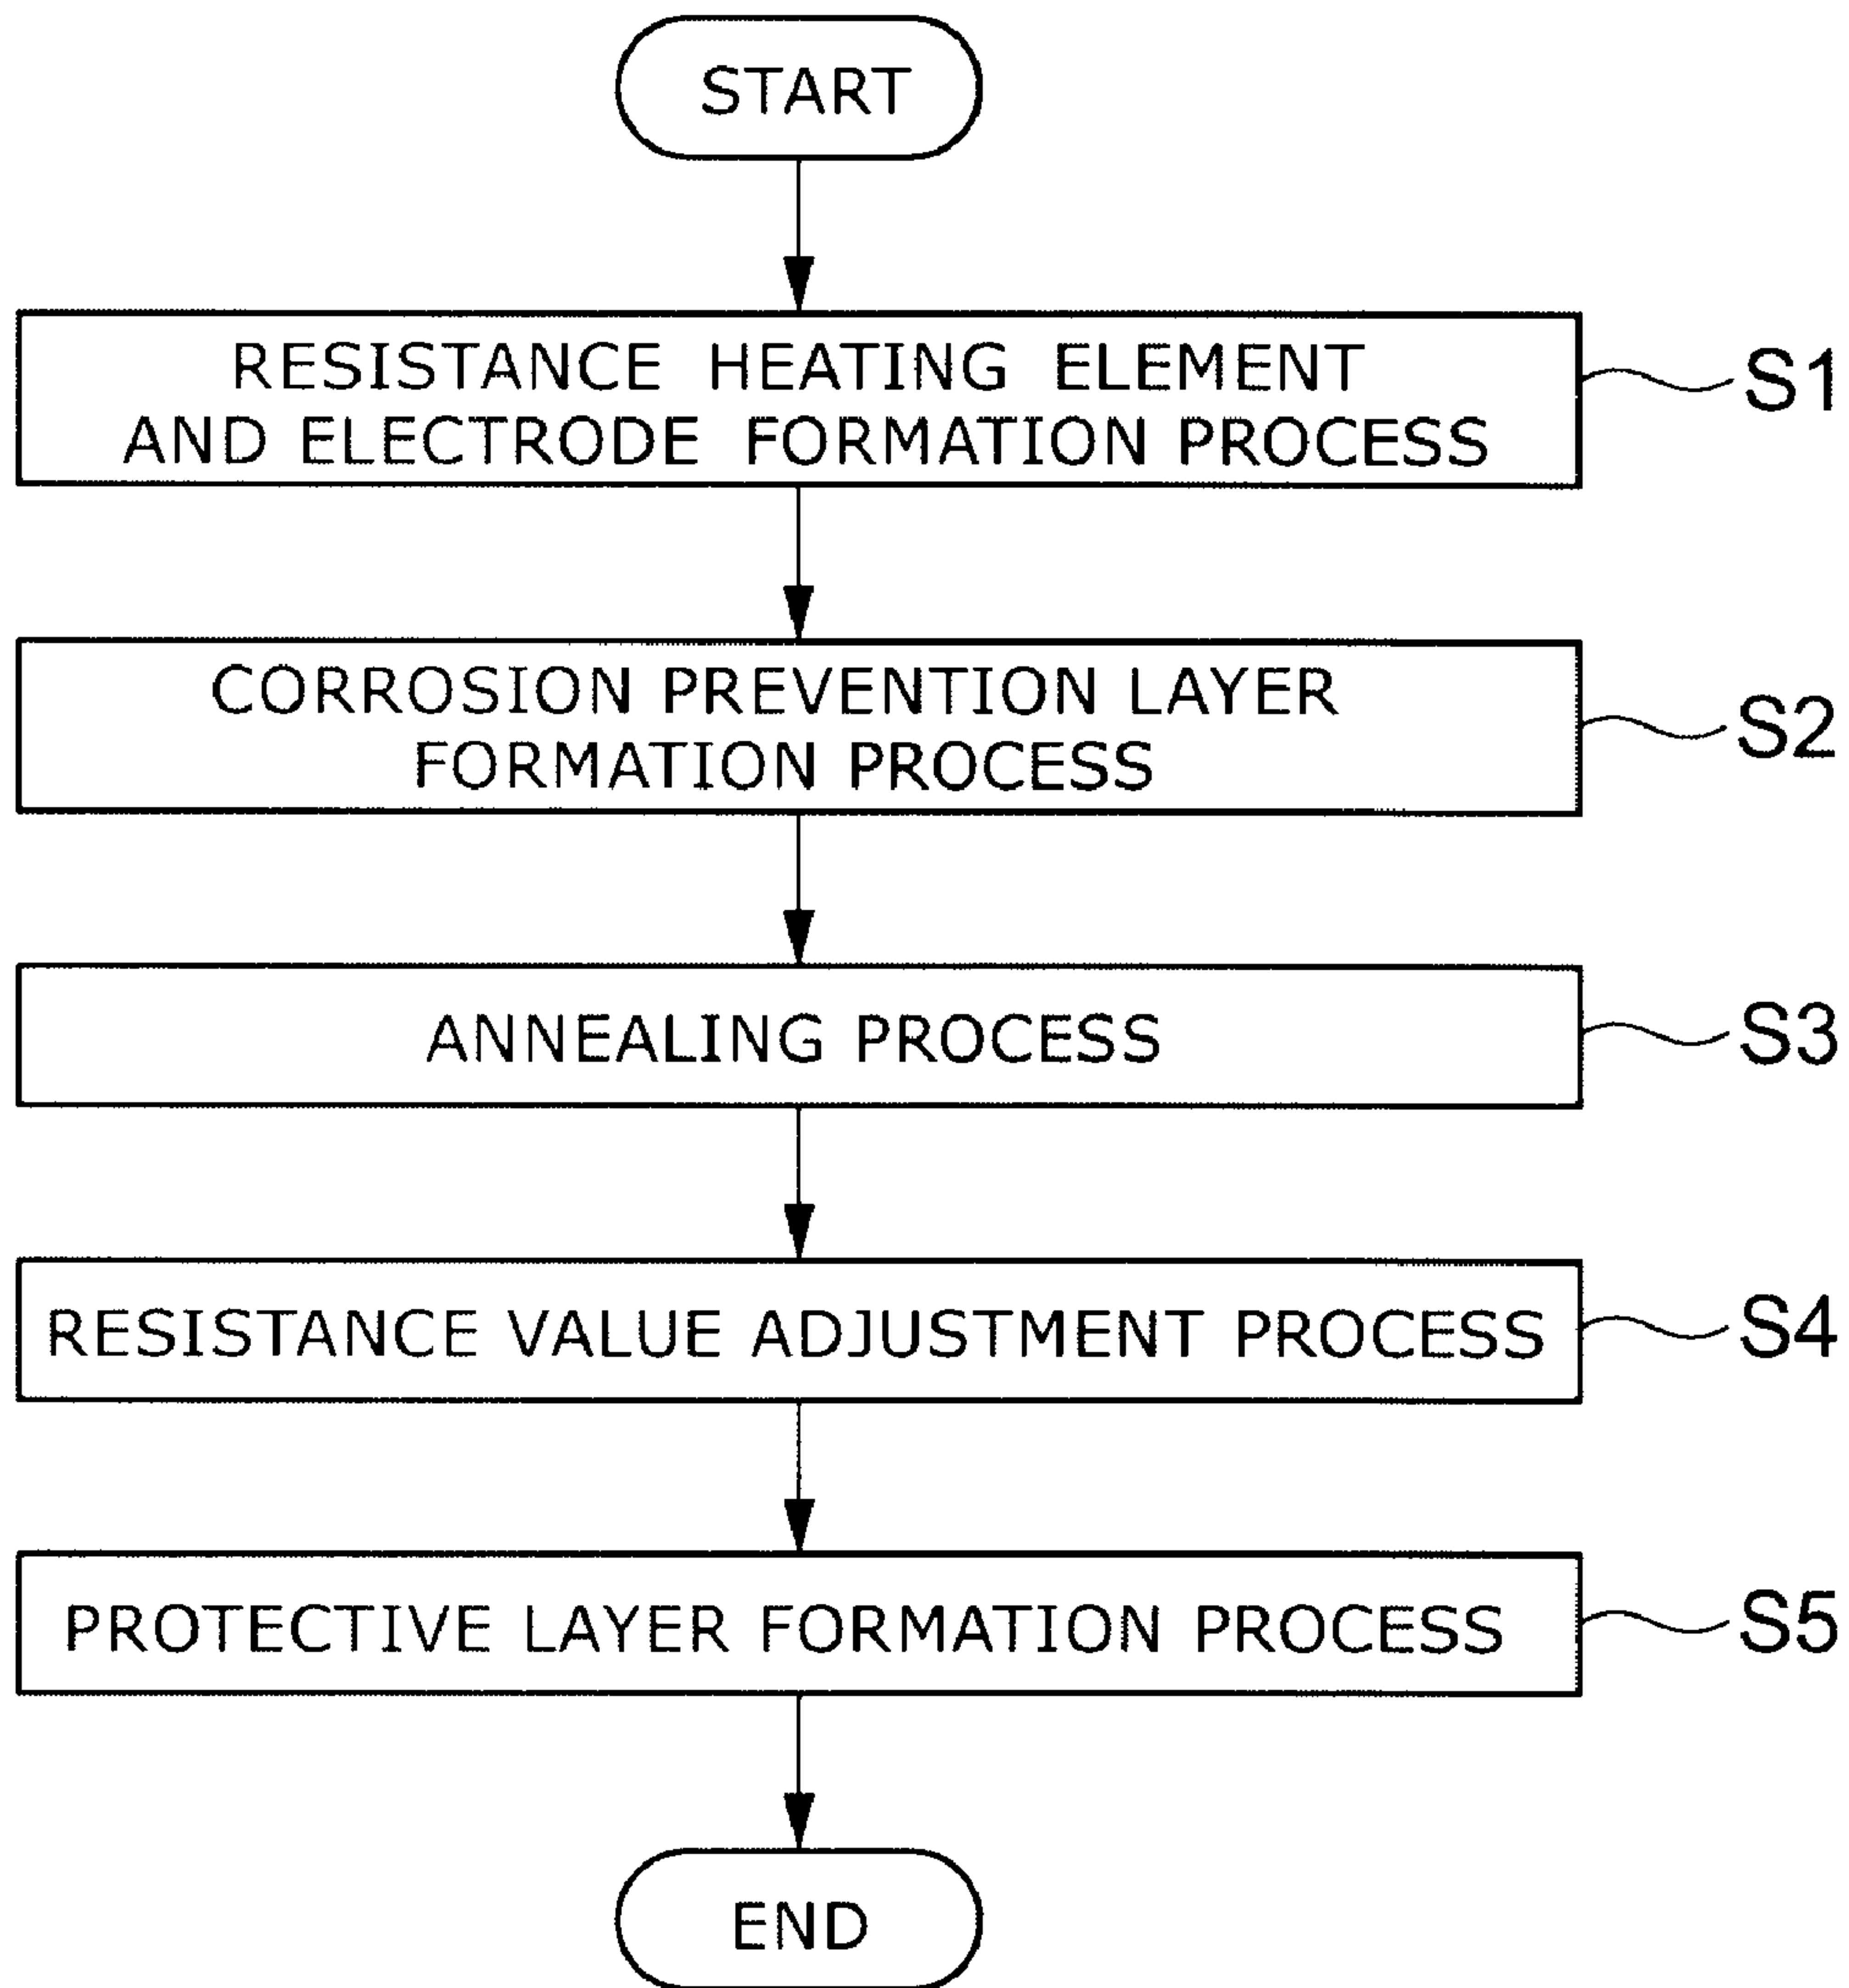 START
RESISTANCE HEATING ELEMENT
AND ELECTRODE FORMATION PROCESS
S1
CORROSION PREVENTION LAYER
FORMATION PROCESS
S2
ANNEALING PROCESS
S3
RESISTANCE VALUE ADJUSTMENT PROCESS
S4
PROTECTIVE LAYER FORMATION PROCESS
S5
END